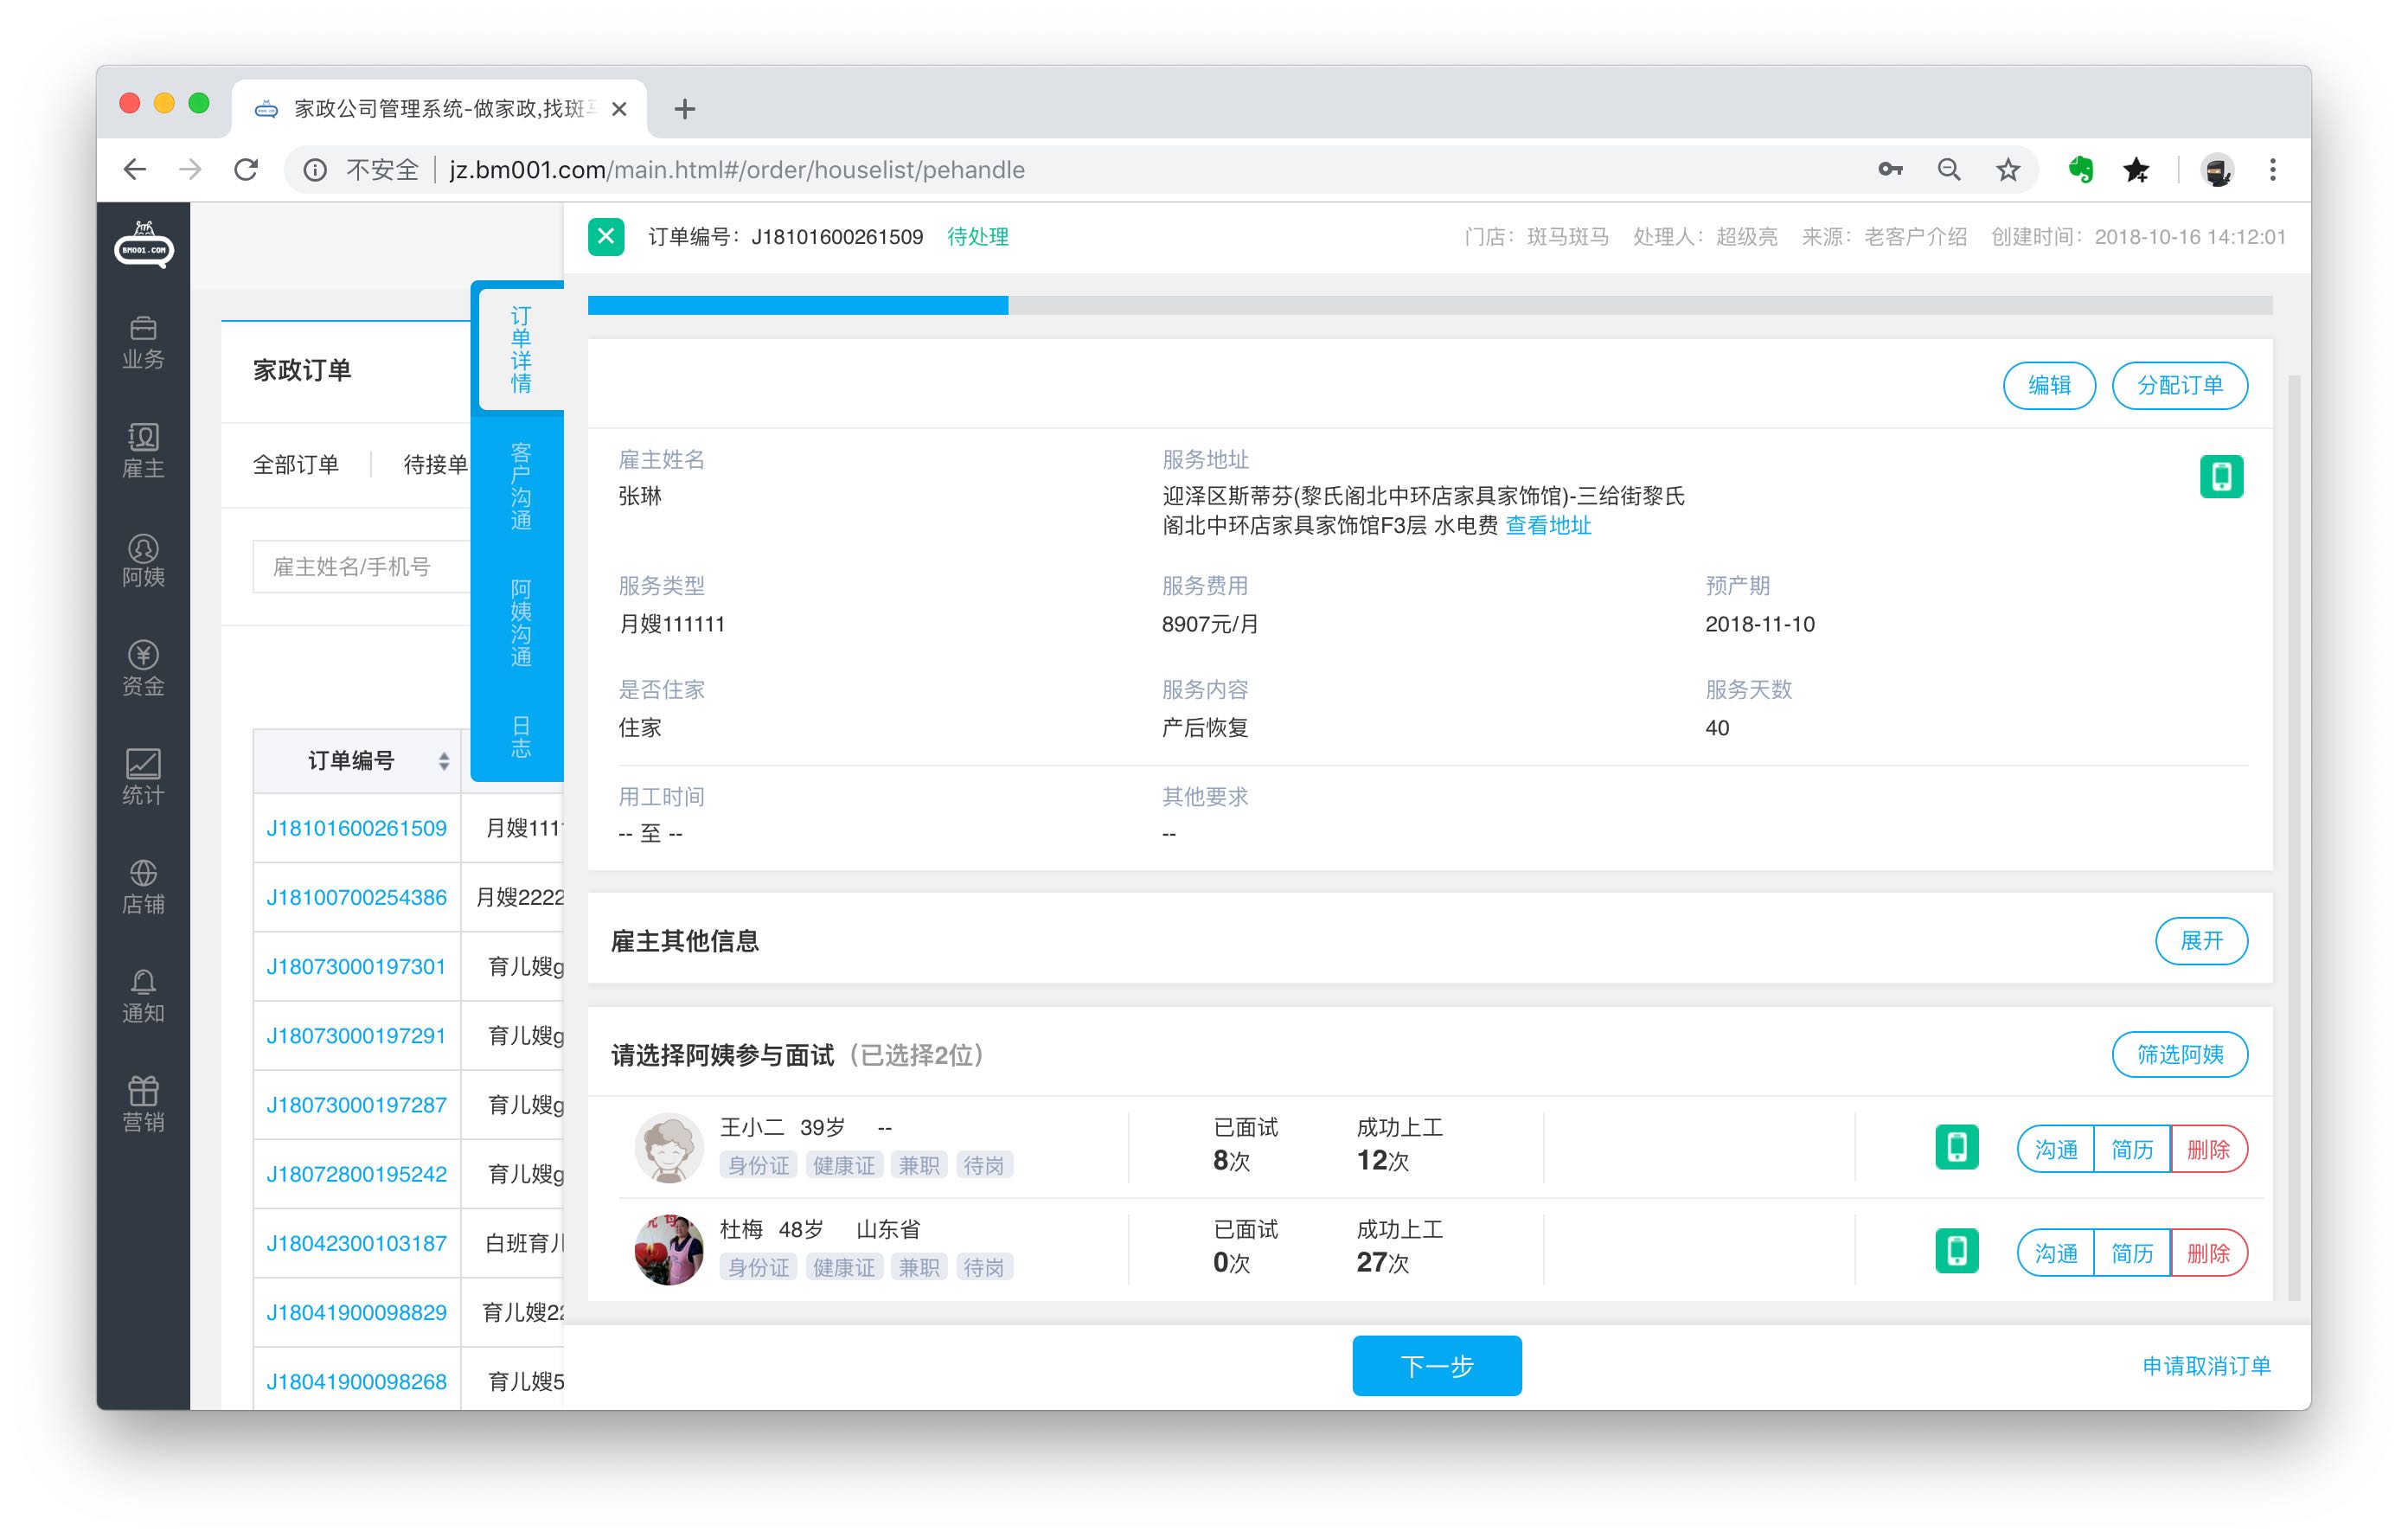 家政公司管理系统-做家政,找斑
不安全 jz.bm001.com/main.html#/order/houselist/pehandle
BM001.COM
业务
雇主
阿姨
资金
统计
店铺
通知
营销
家政订单
全部订单 待接单
雇主姓名/手机号
订单编号
J18101600261509 月嫂111
J18100700254386 月嫂2222
J18073000197301 育儿嫂g
J18073000197291 育儿嫂g
J18073000197287 育儿嫂g
J18072800195242 育儿嫂g
J18042300103187 白班育儿
J18041900098829 育儿嫂22
J18041900098268 育儿嫂5
订单详情
客户沟通
阿姨沟通
日志
订单编号：J18101600261509 待处理 门店：斑马斑马 处理人：超级亮 来源：老客户介绍 创建时间：2018-10-16 14:12:01
编辑 分配订单
雇主姓名 服务地址
张琳 迎泽区斯蒂芬(黎氏阁北中环店家具家饰馆)-三给街黎氏
阁北中环店家具家饰馆F3层 水电费 查看地址
服务类型 服务费用 预产期
月嫂111111 8907元/月 2018-11-10
是否住家 服务内容 服务天数
住家 产后恢复 40
用工时间 其他要求
-- 至 -- --
雇主其他信息 展开
请选择阿姨参与面试（已选择2位） 筛选阿姨
王小二 39岁 -- 已面试 成功上工
身份证 健康证 兼职 待岗 8次 12次 沟通 简历 删除
杜梅 48岁 山东省 已面试 成功上工
身份证 健康证 兼职 待岗 0次 27次 沟通 简历 删除
下一步 申请取消订单